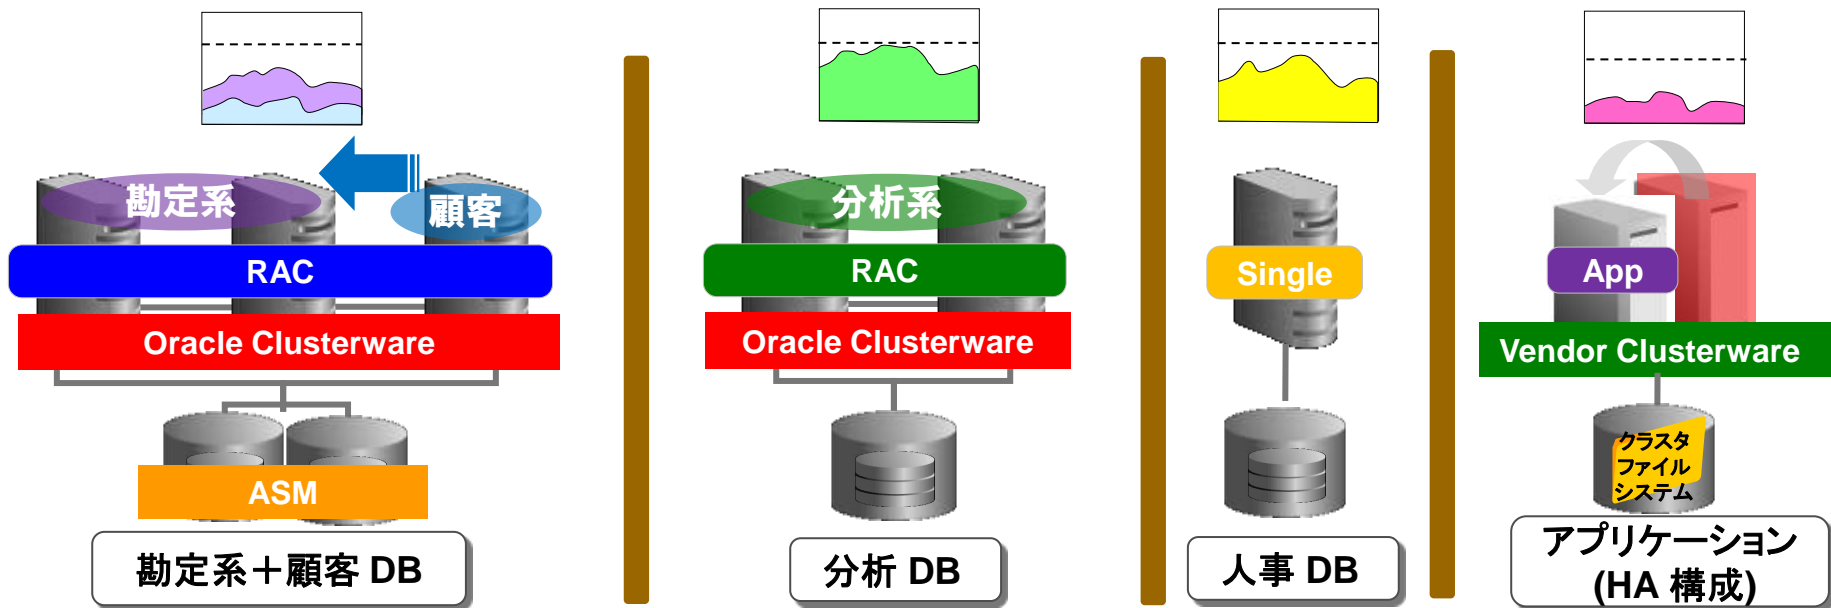 勘定系
顧客
RAC
Oracle Clusterware
ASM
勘定系＋顧客 DB
分析系
RAC
Oracle Clusterware
分析 DB
Single
人事 DB
App
Vendor Clusterware
クラスタ
ファイル
システム
アプリケーション
(HA 構成)